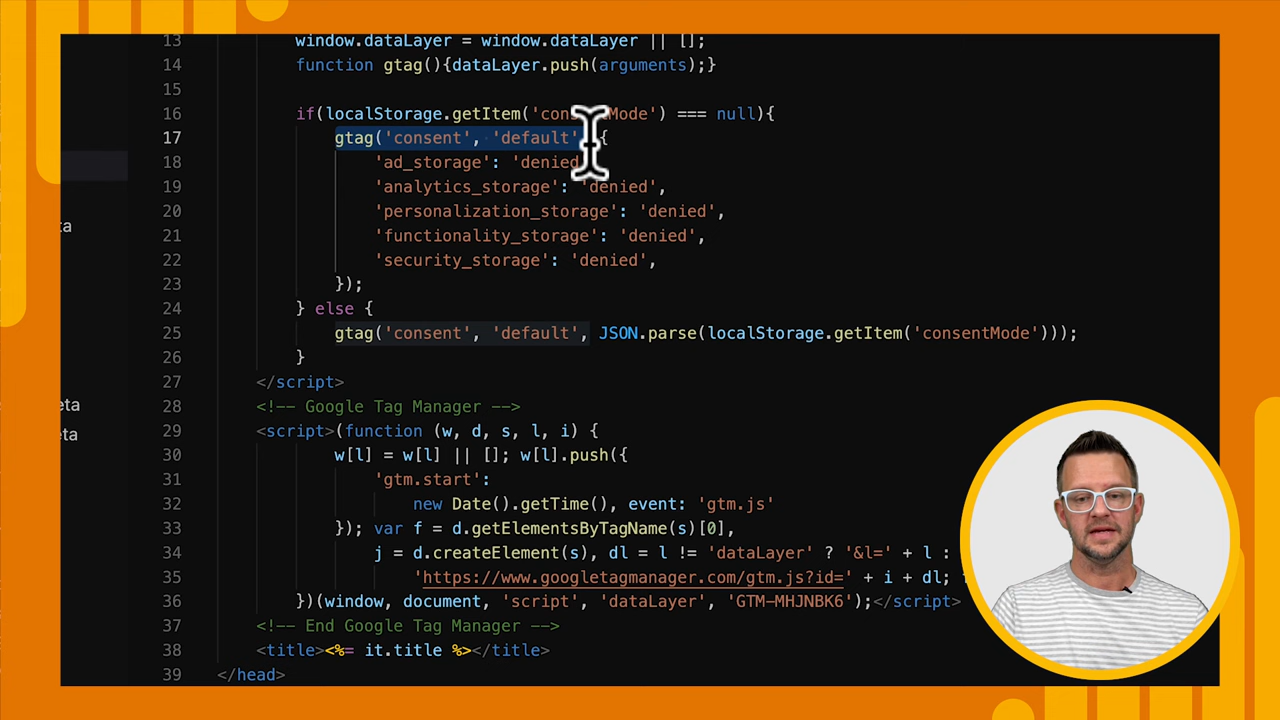 13 window.dataLayer = window.dataLayer || [];
14 function gtag(){dataLayer.push(arguments);}
15
16 if(localStorage.getItem('consentMode') === null){
17 gtag('consent', 'default', {
18 'ad_storage': 'denied
19 'analytics_storage': 'denied',
20 'personalization_storage': 'denied',
21 'functionality_storage': 'denied',
22 'security_storage': 'denied',
23 });
24 } else {
25 gtag('consent', 'default', JSON.parse(localStorage.getItem('consentMode')));
26 }
27 </script>
28 <!-- Google Tag Manager -->
29 <script>(function (w, d, s, l, i) {
30 w[l] = w[l] || []; w[l].push({
31 'gtm.start':
32 new Date().getTime(), event: 'gtm.js'
33 }); var f = d.getElementsByTagName(s)[0],
34 j = d.createElement(s), dl = l != 'dataLayer' ? '&l=' + l :
35 'https://www.googletagmanager.com/gtm.js?id=' + i + dl;
36 })(window, document, 'script', 'dataLayer', 'GTM-MHJNBK6');</script>
37 <!-- End Google Tag Manager -->
38 <title><%= it.title %></title>
39 </head>
ta
eta
ta